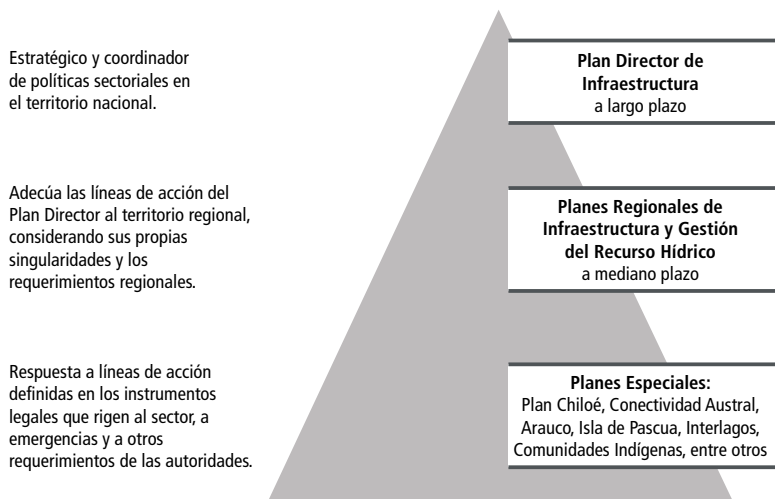 Estratégico y coordinador
de políticas sectoriales en
el territorio nacional.
Plan Director de
Infraestructura
a largo plazo
Adecúa las líneas de acción del
Plan Director al territorio regional,
considerando sus propias
singularidades y los
requerimientos regionales.
Planes Regionales de
Infraestructura y Gestión
del Recurso Hídrico
a mediano plazo
Respuesta a líneas de acción
definidas en los instrumentos
legales que rigen al sector, a
emergencias y a otros
requerimientos de las autoridades.
Planes Especiales:
Plan Chiloé, Conectividad Austral,
Arauco, Isla de Pascua, Interlagos,
Comunidades Indígenas, entre otros